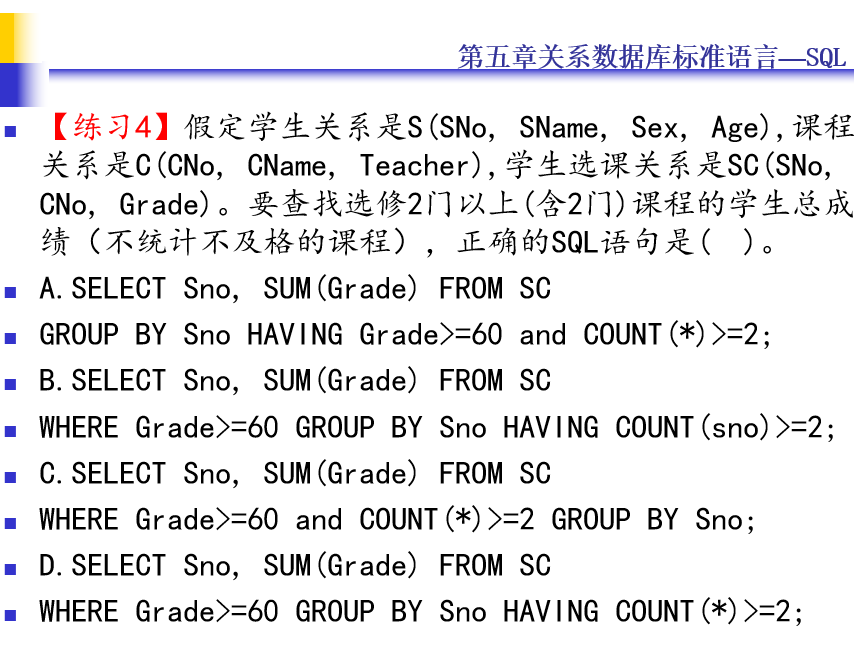 第五章关系数据库标准语言—SQL
【练习4】假定学生关系是S(SNo, SName, Sex, Age),课程
关系是C(CNo, CName, Teacher),学生选课关系是SC(SNo,
CNo, Grade)。要查找选修2门以上(含2门)课程的学生总成
绩（不统计不及格的课程）, 正确的SQL语句是( )。
A.SELECT Sno, SUM(Grade) FROM SC
GROUP BY Sno HAVING Grade>=60 and COUNT(*)>=2;
B.SELECT Sno, SUM(Grade) FROM SC
WHERE Grade>=60 GROUP BY Sno HAVING COUNT(sno)>=2;
C.SELECT Sno, SUM(Grade) FROM SC
WHERE Grade>=60 and COUNT(*)>=2 GROUP BY Sno;
D.SELECT Sno, SUM(Grade) FROM SC
WHERE Grade>=60 GROUP BY Sno HAVING COUNT(*)>=2;